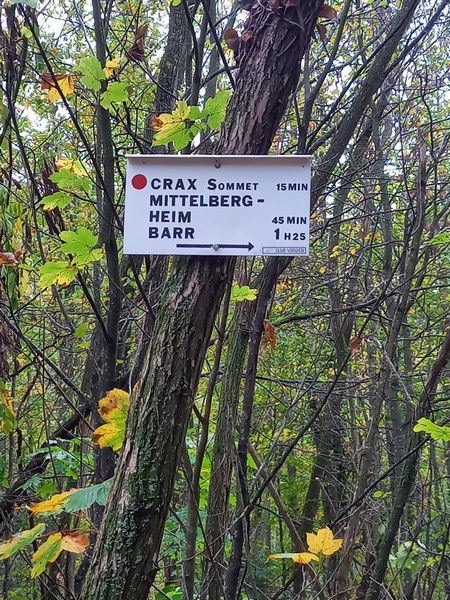 CRAX SOMMET 15 MIN
MITTELBERG-
HEIM 45 MIN
BARR 1 H25
CLUB VOSGIEN